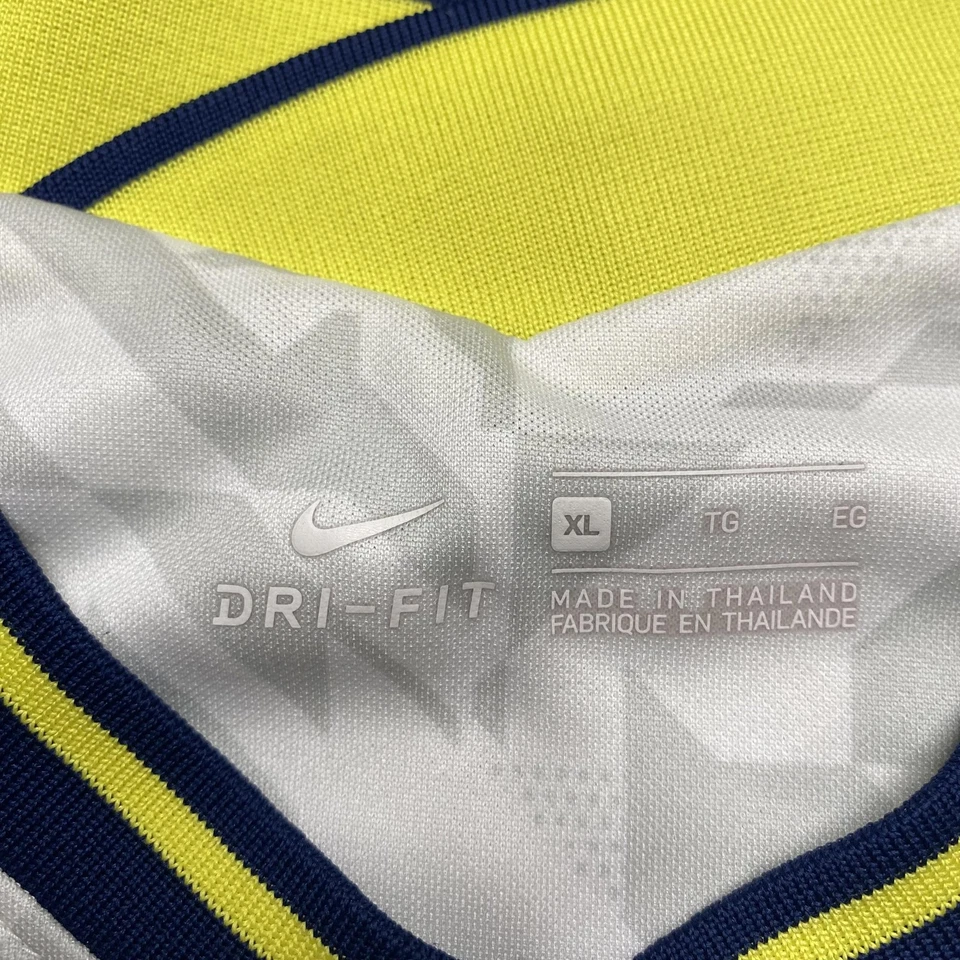 DRI-FIT
XL TG EG
MADE IN THAILAND
FABRIQUE EN THAILANDE